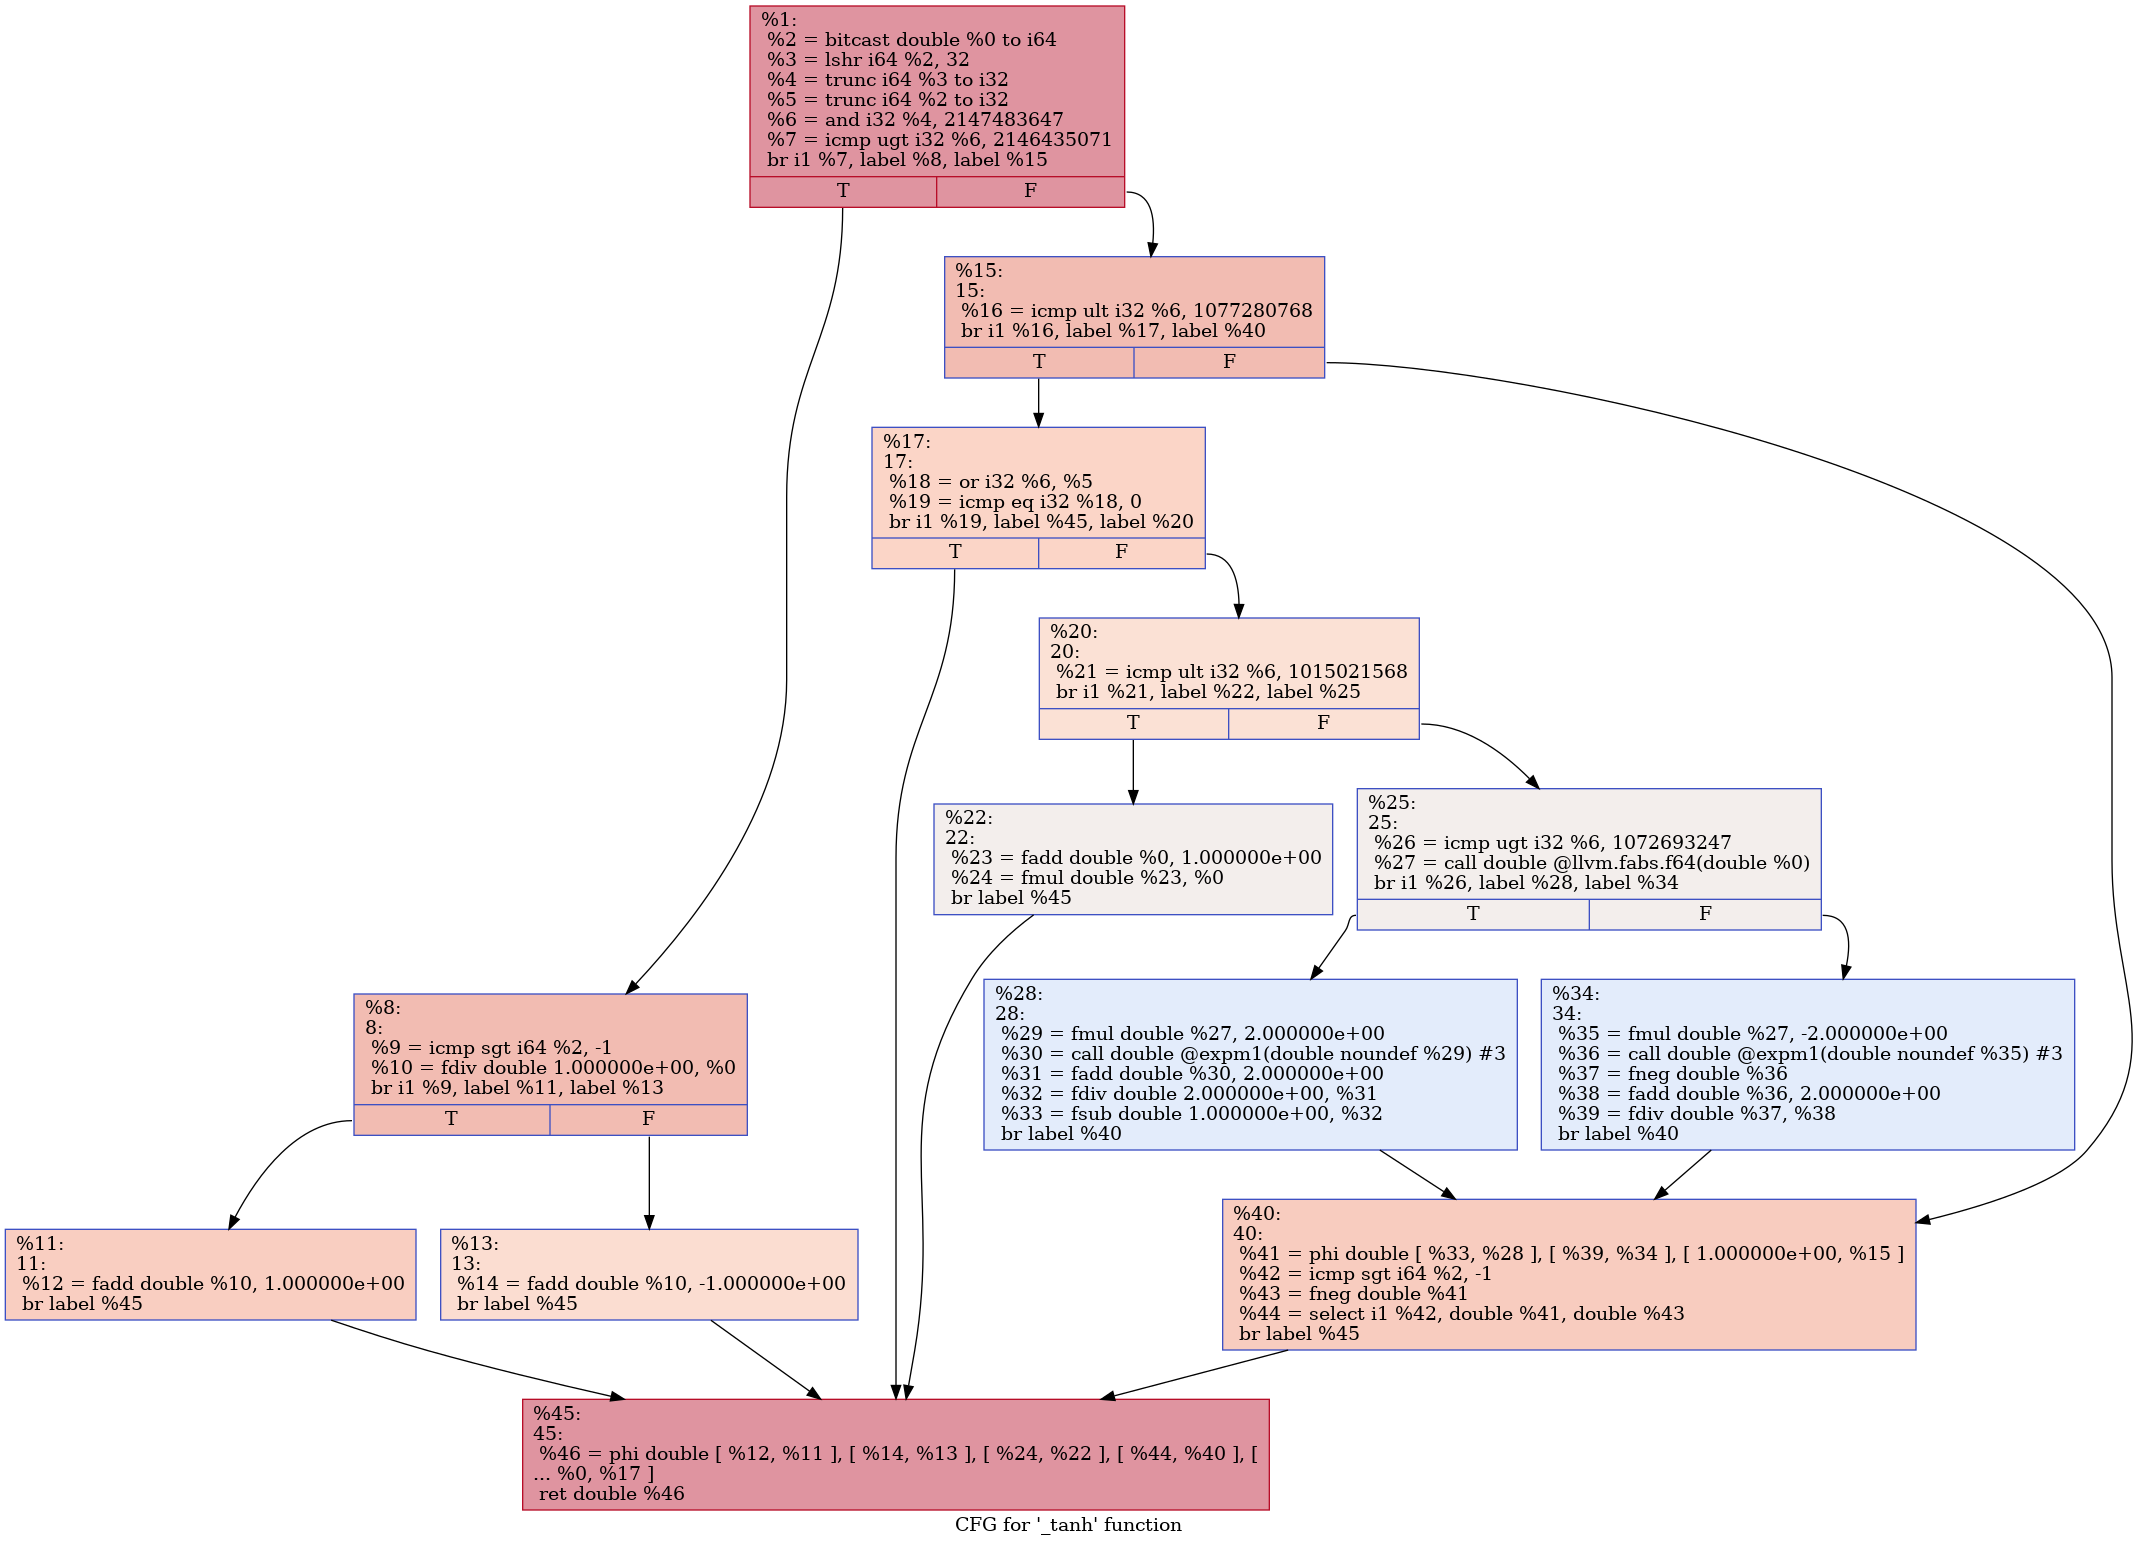 %1:
%2 = bitcast double %0 to i64
%3 = lshr i64 %2, 32
%4 = trunc i64 %3 to i32
%5 = trunc i64 %2 to i32
%6 = and i32 %4, 2147483647
%7 = icmp ugt i32 %6, 2146435071
br i1 %7, label %8, label %15
T F
%15:
15:
%16 = icmp ult i32 %6, 1077280768
br i1 %16, label %17, label %40
T F
%17:
17:
%18 = or i32 %6, %5
%19 = icmp eq i32 %18, 0
br i1 %19, label %45, label %20
T F
%20:
20:
%21 = icmp ult i32 %6, 1015021568
br i1 %21, label %22, label %25
T F
%22:
22:
%23 = fadd double %0, 1.000000e+00
%24 = fmul double %23, %0
br label %45
%25:
25:
%26 = icmp ugt i32 %6, 1072693247
%27 = call double @llvm.fabs.f64(double %0)
br i1 %26, label %28, label %34
T F
%8:
8:
%9 = icmp sgt i64 %2, -1
%10 = fdiv double 1.000000e+00, %0
br i1 %9, label %11, label %13
T F
%28:
28:
%29 = fmul double %27, 2.000000e+00
%30 = call double @expm1(double noundef %29) #3
%31 = fadd double %30, 2.000000e+00
%32 = fdiv double 2.000000e+00, %31
%33 = fsub double 1.000000e+00, %32
br label %40
%34:
34:
%35 = fmul double %27, -2.000000e+00
%36 = call double @expm1(double noundef %35) #3
%37 = fneg double %36
%38 = fadd double %36, 2.000000e+00
%39 = fdiv double %37, %38
br label %40
%11:
11:
%12 = fadd double %10, 1.000000e+00
br label %45
%13:
13:
%14 = fadd double %10, -1.000000e+00
br label %45
%40:
40:
%41 = phi double [ %33, %28 ], [ %39, %34 ], [ 1.000000e+00, %15 ]
%42 = icmp sgt i64 %2, -1
%43 = fneg double %41
%44 = select i1 %42, double %41, double %43
br label %45
%45:
45:
%46 = phi double [ %12, %11 ], [ %14, %13 ], [ %24, %22 ], [ %44, %40 ], [
... %0, %17 ]
ret double %46
CFG for '_tanh' function